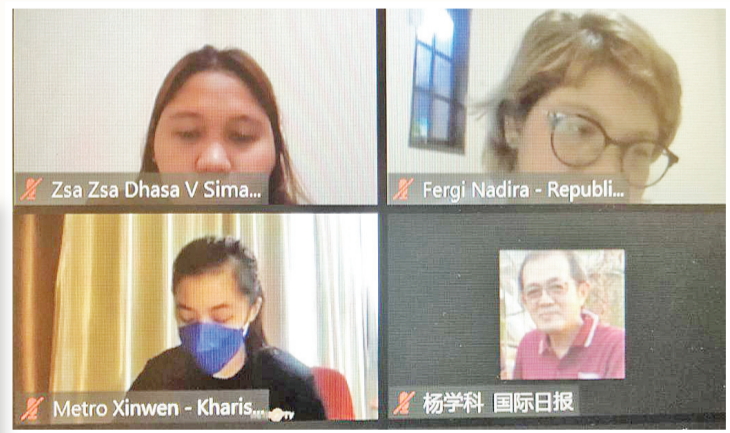 Zsa Zsa Dhasa V Sima...
Fergi Nadira - Republi...
Metro Xinwen - Kharis...
杨学科 国际日报